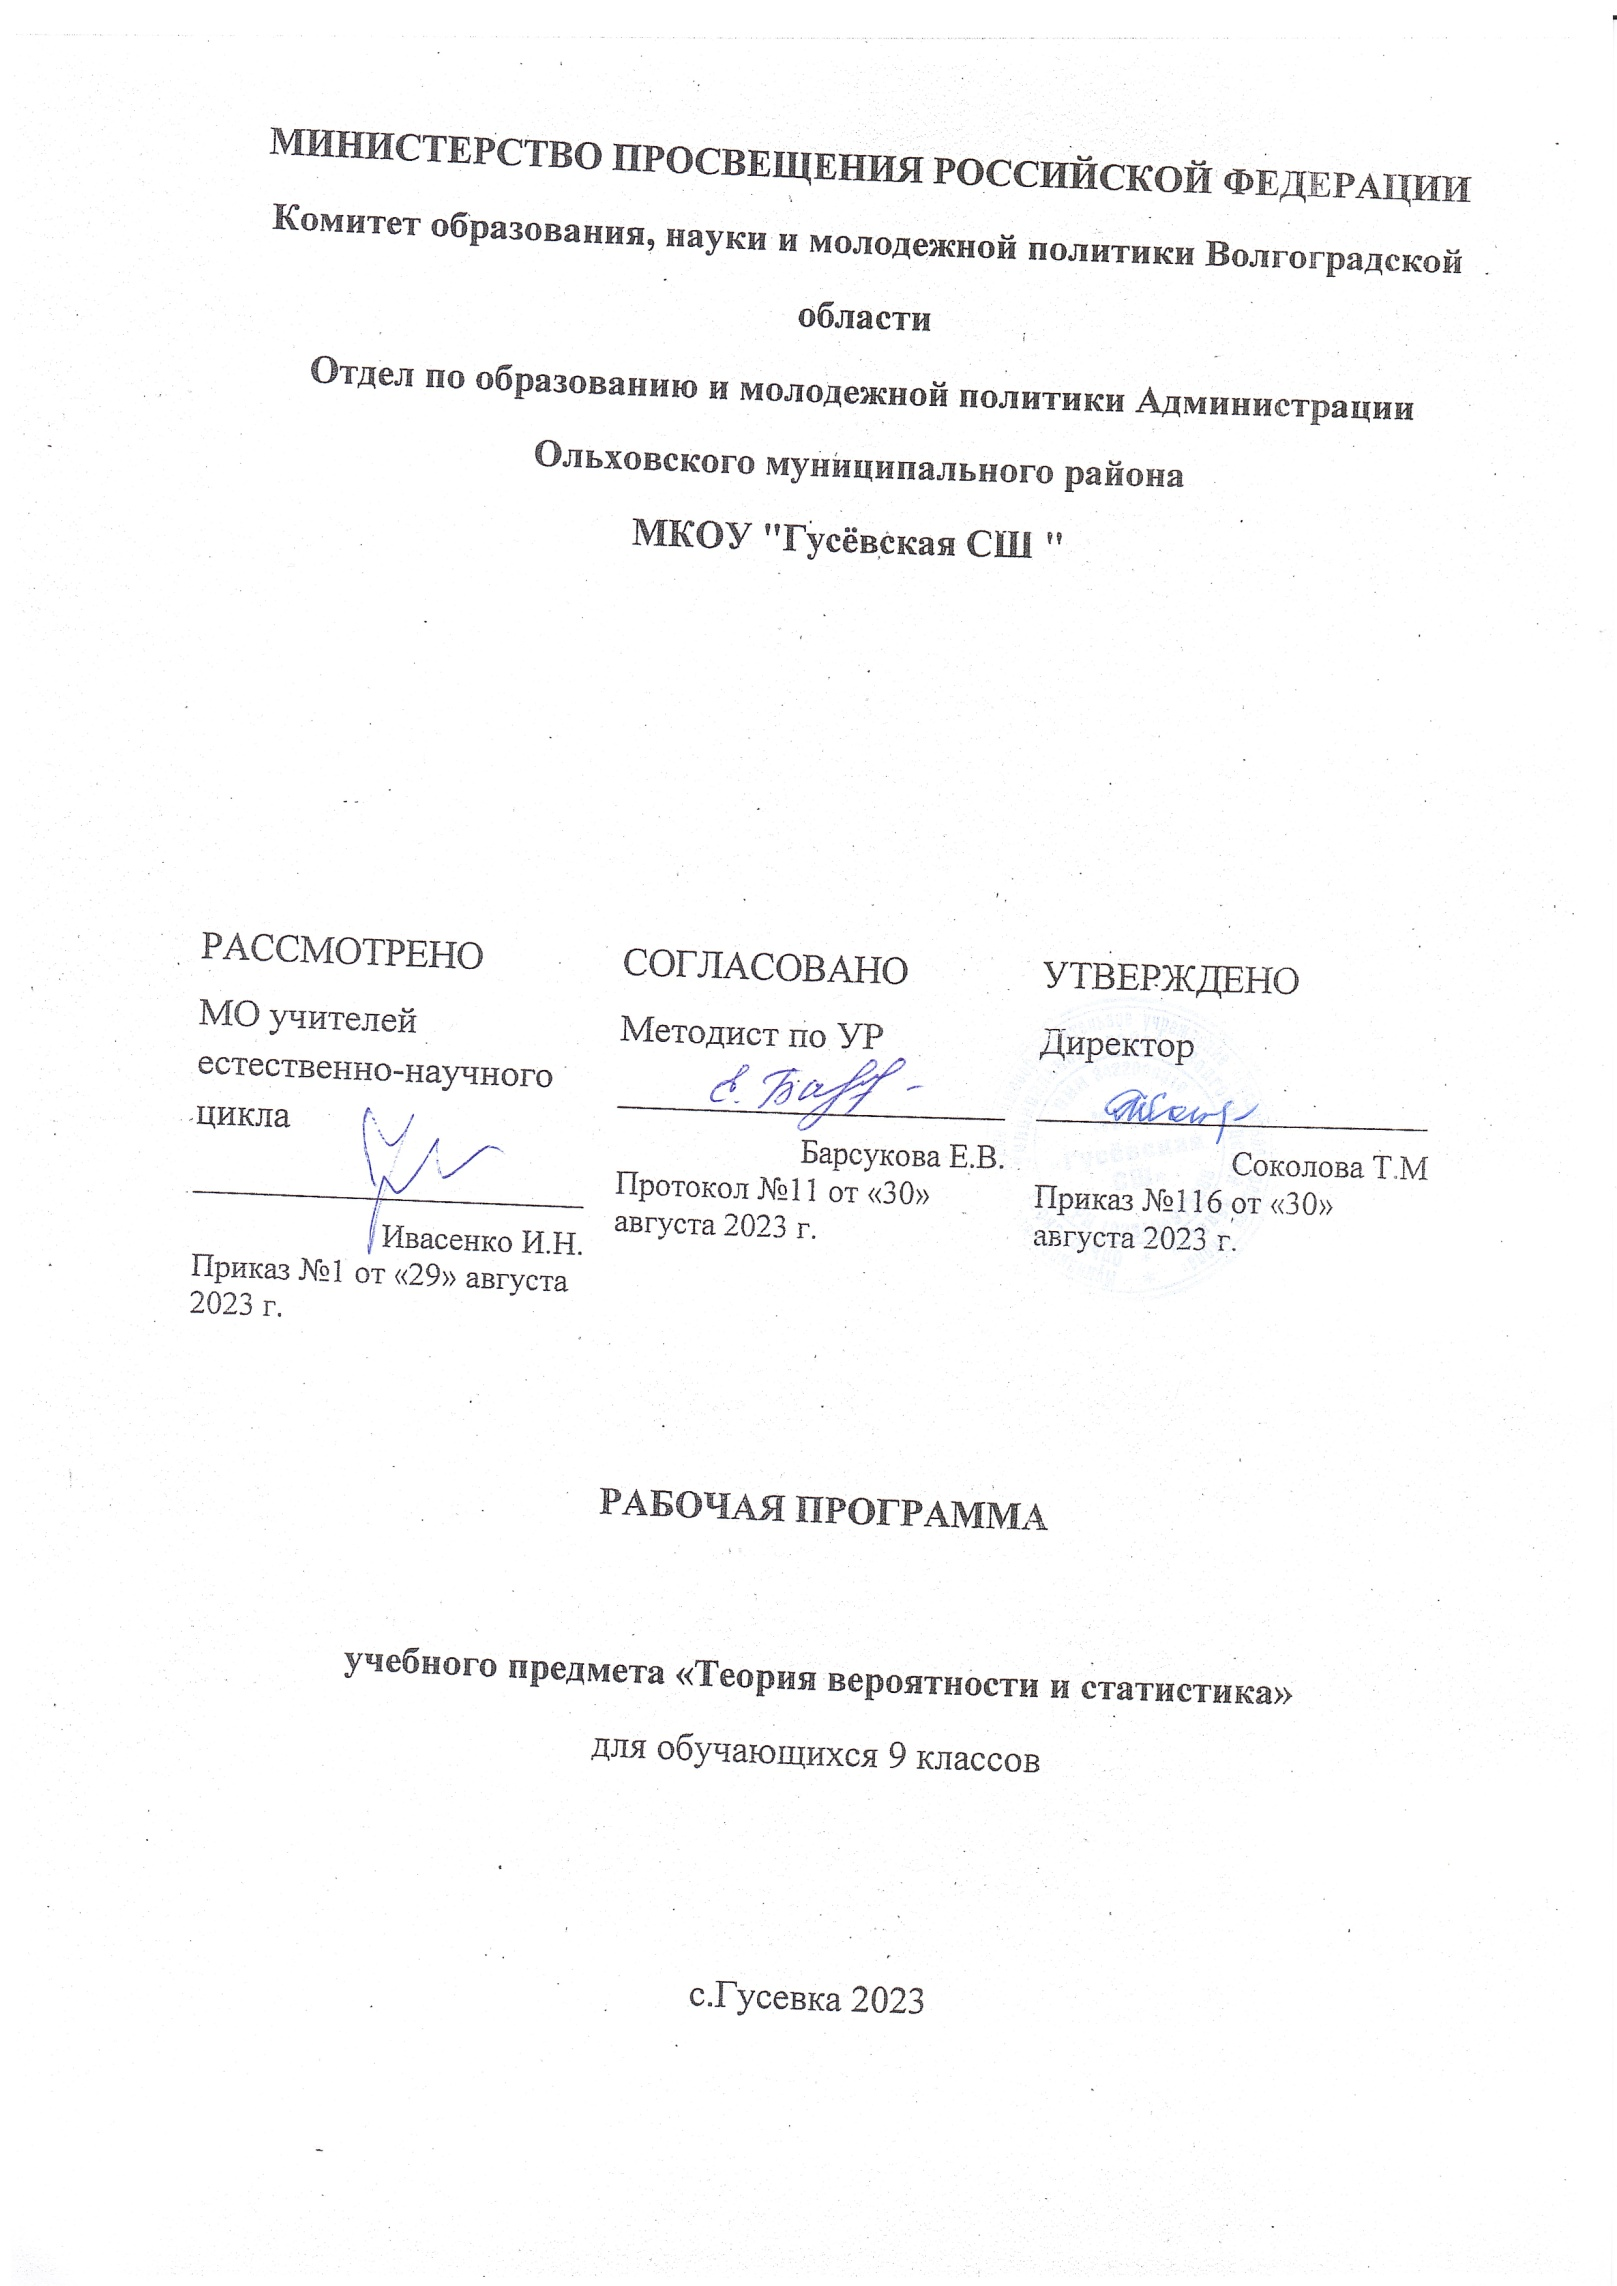 МИНИСТЕРСТВО ПРОСВЕЩЕНИЯ РОССИЙСКОЙ ФЕДЕРАЦИИ
Комитет образования, науки и молодежной политики Волгоградской
области
Отдел по образованию и молодежной политики Администрации
Ольховского муниципального района
МКОУ "Гусёвская СШ "
РАССМОТРЕНО
МО учителей
естественно-научного
цикла
Ивасенко И.Н.
Приказ №1 от «29» августа
2023 г.
СОГЛАСОВАНО
Методист по УР
Барсукова Е.В.
Протокол №11 от «30»
августа 2023 г.
УТВЕРЖДЕНО
Директор
Соколова Т.М
Приказ №116 от «30»
августа 2023 г.
РАБОЧАЯ ПРОГРАММА
учебного предмета «Теория вероятности и статистика»
для обучающихся 9 классов
с.Гусевка 2023